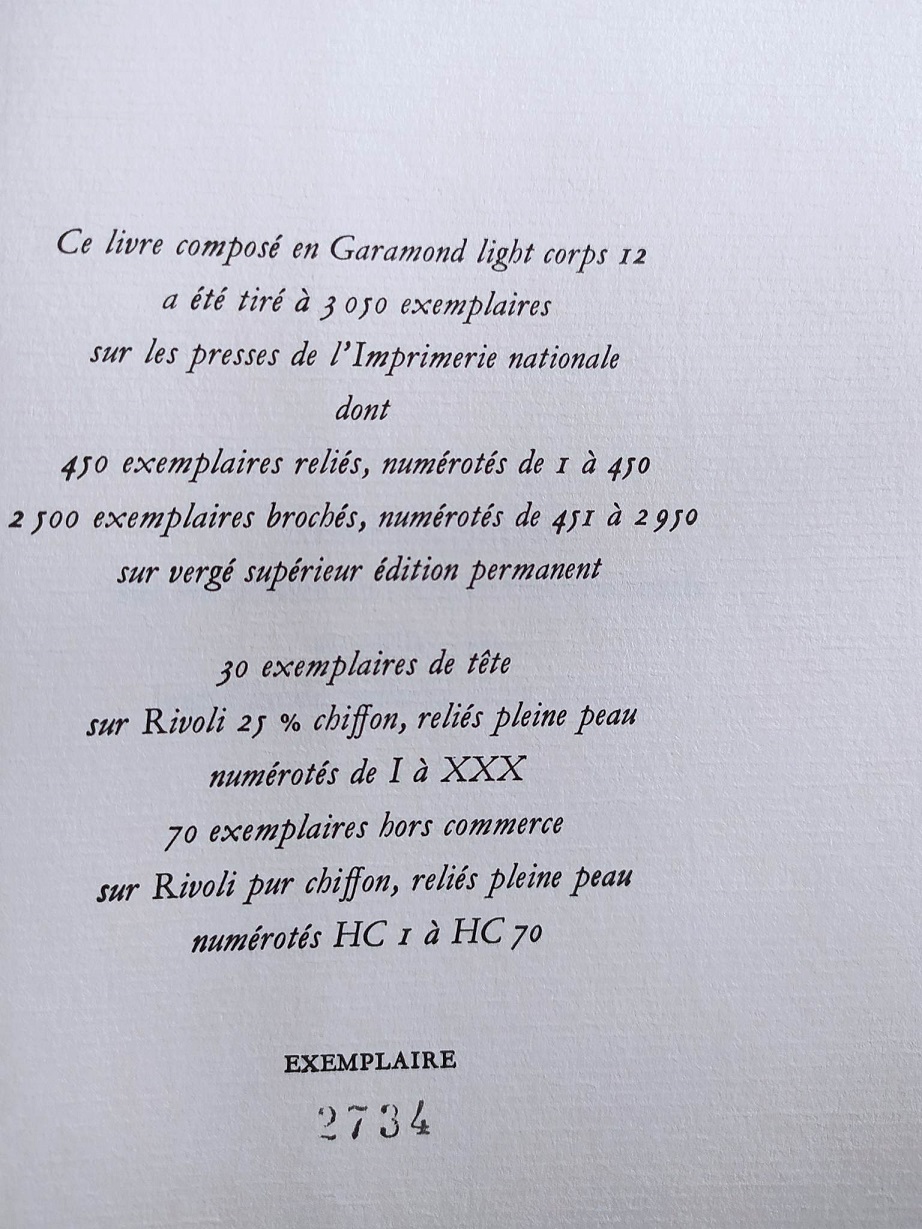 Ce livre composé en Garamond light corps 12
a été tiré à 3 050 exemplaires
sur les presses de l’Imprimerie nationale
dont
450 exemplaires reliés, numérotés de 1 à 450
2 500 exemplaires brochés, numérotés de 451 à 2 950
sur vergé supérieur édition permanent
30 exemplaires de tête
sur Rivoli 25 % chiffon, reliés pleine peau
numérotés de I à XXX
70 exemplaires hors commerce
sur Rivoli pur chiffon, reliés pleine peau
numérotés HC 1 à HC 70
EXEMPLAIRE
2734